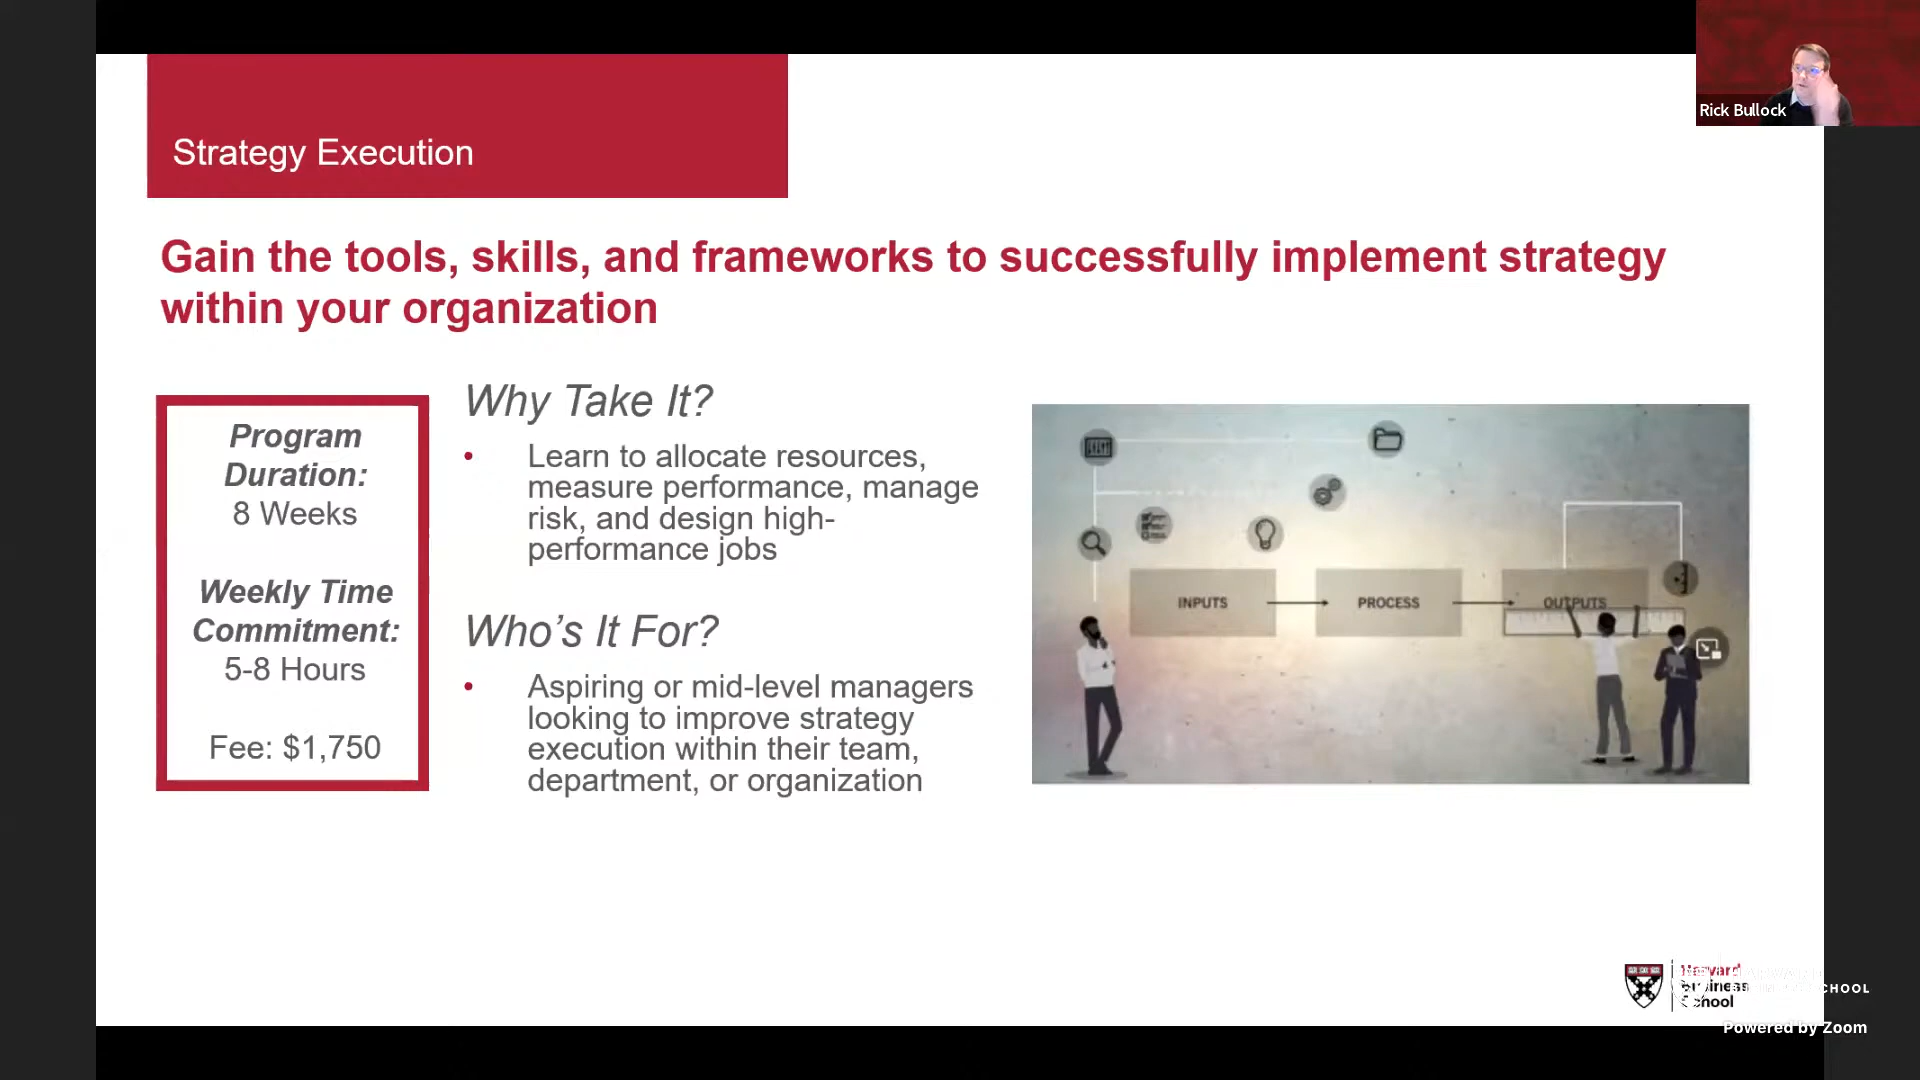 Rick Bullock
Strategy Execution
Gain the tools, skills, and frameworks to successfully implement strategy
within your organization
Program
Duration:
8 Weeks
Weekly Time
Commitment:
5-8 Hours
Fee: $1,750
Why Take It?
• Learn to allocate resources,
measure performance, manage
risk, and design high-
performance jobs
Who’s It For?
• Aspiring or mid-level managers
looking to improve strategy
execution within their team,
department, or organization
INPUTS
PROCESS
OUTPUTS
Harvard
Business
School
Powered by Zoom